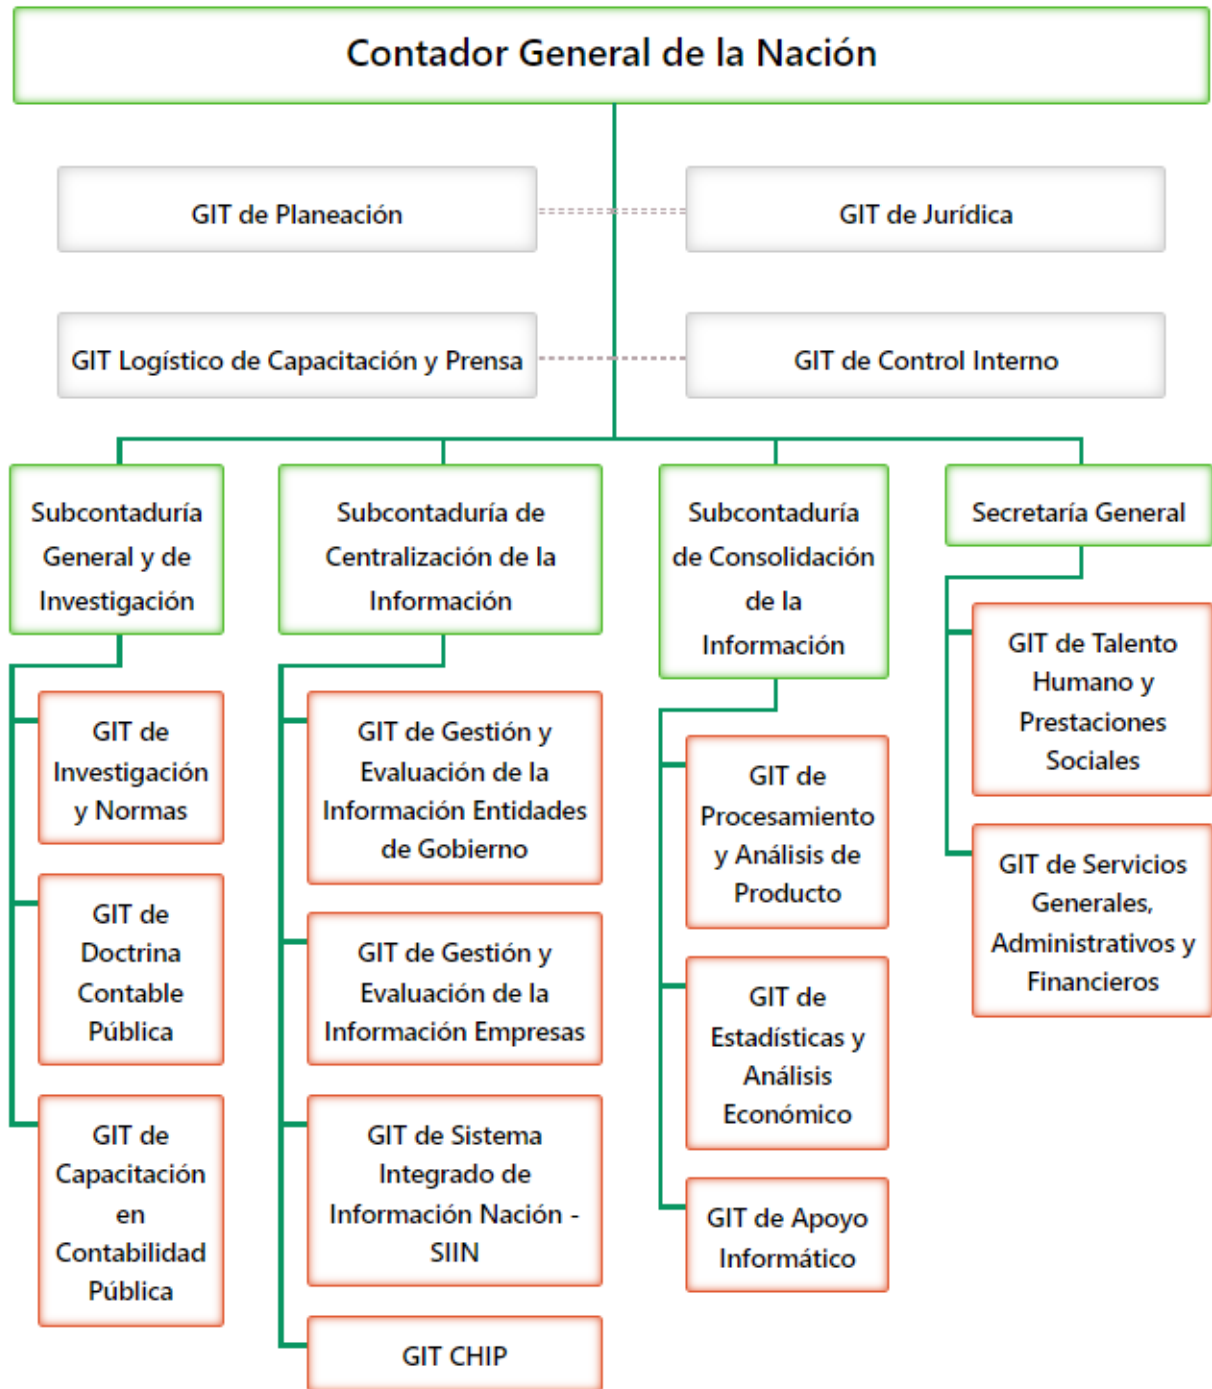 Contador General de la Nación
GIT de Planeación
GIT de Jurídica
GIT Logístico de Capacitación y Prensa
GIT de Control Interno
Subcontaduría
General y de
Investigación
GIT de
Investigación
y Normas
GIT de
Doctrina
Contable
Pública
GIT de
Capacitación
en
Contabilidad
Pública
Subcontaduría de
Centralización de la
Información
GIT de Gestión y
Evaluación de la
Información Entidades
de Gobierno
GIT de Gestión y
Evaluación de la
Información Empresas
GIT de Sistema
Integrado de
Información Nación -
SIIN
GIT CHIP
Subcontaduría
de Consolidación
de la
Información
GIT de
Procesamiento
y Análisis de
Producto
GIT de
Estadísticas y
Análisis
Económico
GIT de Apoyo
Informático
Secretaría General
GIT de Talento
Humano y
Prestaciones
Sociales
GIT de Servicios
Generales,
Administrativos y
Financieros